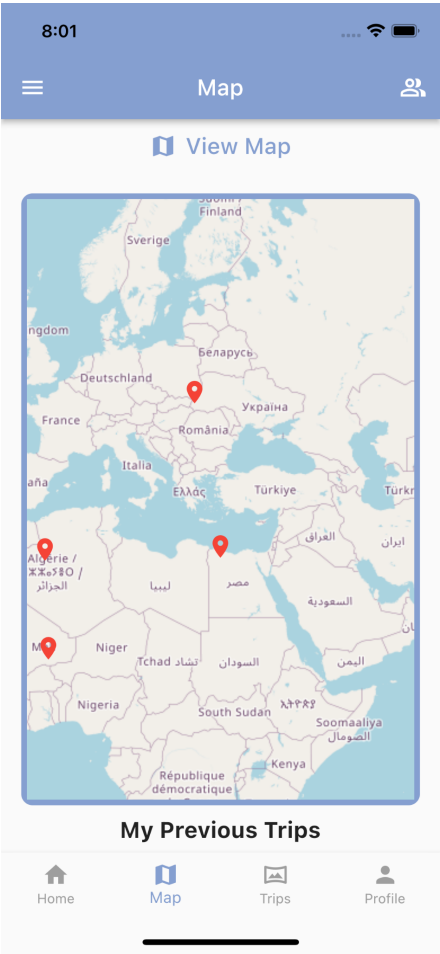 8:01
Map
View Map
Suomi /
Finland
Sverige
ngdom
Беларусь
Deutschland
Україна
France
România
Italia
aña
Ελλάς
Türkiye
Türkr
العراق
ایران
Algérie /
ⵍⵣⵣⴰⵢⴻⵔ /
الجزائر
ليبيا
مصر
السعودية
M
Niger
Tchad تشاد
السودان
اليمن
Nigeria
South Sudan
ኢትዮጵያ
Soomaaliya
الصومال
Kenya
République
démocratique
My Previous Trips
Home
Map
Trips
Profile